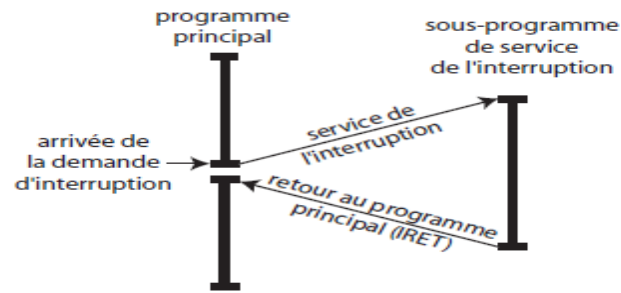 programme
principal
sous-programme
de service
de l'interruption
arrivée de
la demande
d'interruption
service de
l'interruption
retour au programme
principal (IRET)